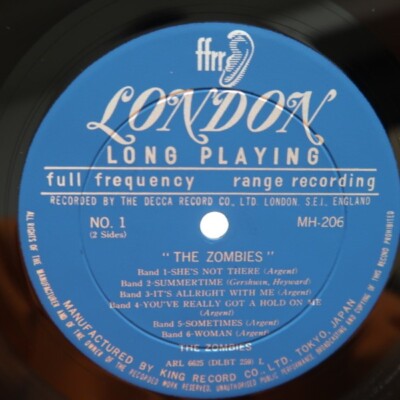 ffrr
LONDON
LONG PLAYING
full frequency range recording
RECORDED BY THE DECCA RECORD CO., LTD. LONDON. S.E.I., ENGLAND
NO. 1 MH-206
(2 Sides)
"THE ZOMBIES"
Band 1-SHE'S NOT THERE (Argent)
Band 2-SUMMERTIME (Gershwin, Heyward)
Band 3-IT'S ALLRIGHT WITH ME (Argent)
Band 4-YOU'VE REALLY GOT A HOLD ON ME
(Argent)
Band 5-SOMETIMES (Argent)
Band 6-WOMAN (Argent)
THE ZOMBIES
ARL 6625 (DLBT 250) L
MANUFACTURED BY KING RECORD CO., LTD. TOKYO, JAPAN
ALL RIGHTS OF THE MANUFACTURER AND OF THE OWNER OF THE RECORDED WORK RESERVED. UNAUTHORISED PUBLIC PERFORMANCE BROADCASTING AND COPYING OF THIS RECORD PROHIBITED